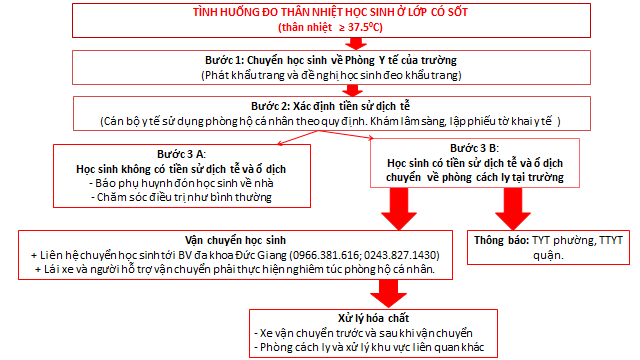 TÌNH HUỐNG ĐO THÂN NHIỆT HỌC SINH Ở LỚP CÓ SỐT
(thân nhiệt ≥ 37.5⁰C)
Bước 1: Chuyển học sinh về Phòng Y tế của trường
(Phát khẩu trang và đề nghị học sinh đeo khẩu trang)
Bước 2: Xác định tiền sử dịch tễ
(Cán bộ y tế sử dụng phòng hộ cá nhân theo quy định. Khám lâm sàng, lập phiếu tờ khai y tế )
Bước 3 A:
Học sinh không có tiền sử dịch tễ và ổ dịch
- Báo phụ huynh đón học sinh về nhà
- Chăm sóc điều trị như bình thường
Bước 3 B:
Học sinh có tiền sử dịch tễ và ổ dịch
chuyển về phòng cách ly tại trường
Vận chuyển học sinh
+ Liên hệ chuyển học sinh tới BV đa khoa Đức Giang (0966.381.616; 0243.827.1430)
+ Lái xe và người hỗ trợ vận chuyển phải thực hiện nghiêm túc phòng hộ cá nhân.
Thông báo: TYT phường, TTYT
quận.
Xử lý hóa chất
- Xe vận chuyển trước và sau khi vận chuyển
- Phòng cách ly và xử lý khu vực liên quan khác